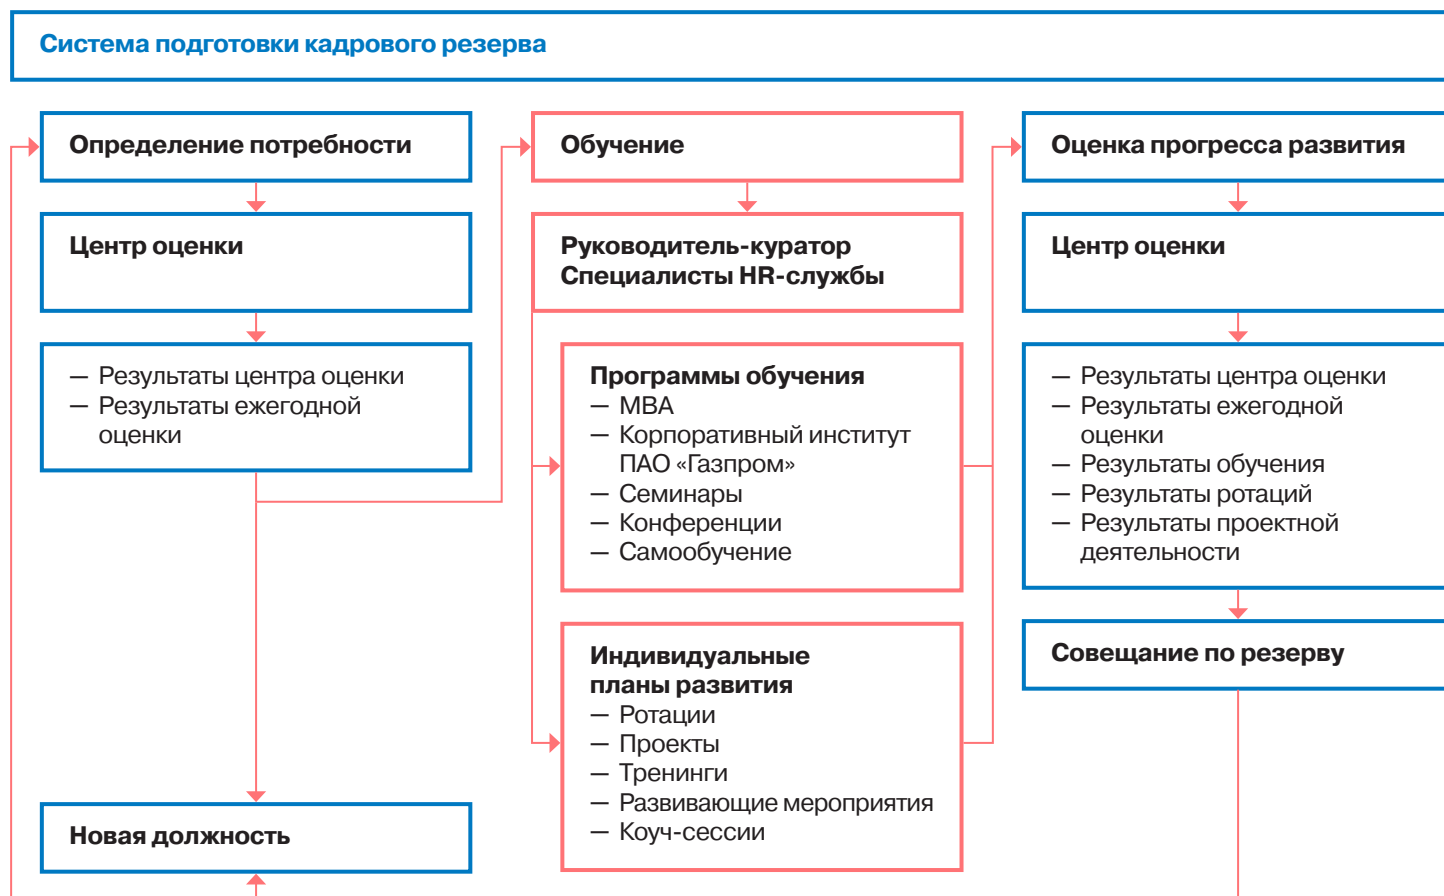 Система подготовки кадрового резерва
Определение потребности
Центр оценки
— Результаты центра оценки
— Результаты ежегодной
оценки
Новая должность
Обучение
Руководитель-куратор
Специалисты HR-службы
Программы обучения
— MBA
— Корпоративный институт
ПАО «Газпром»
— Семинары
— Конференции
— Самообучение
Индивидуальные
планы развития
— Ротации
— Проекты
— Тренинги
— Развивающие мероприятия
— Коуч-сессии
Оценка прогресса развития
Центр оценки
— Результаты центра оценки
— Результаты ежегодной
оценки
— Результаты обучения
— Результаты ротаций
— Результаты проектной
деятельности
Совещание по резерву